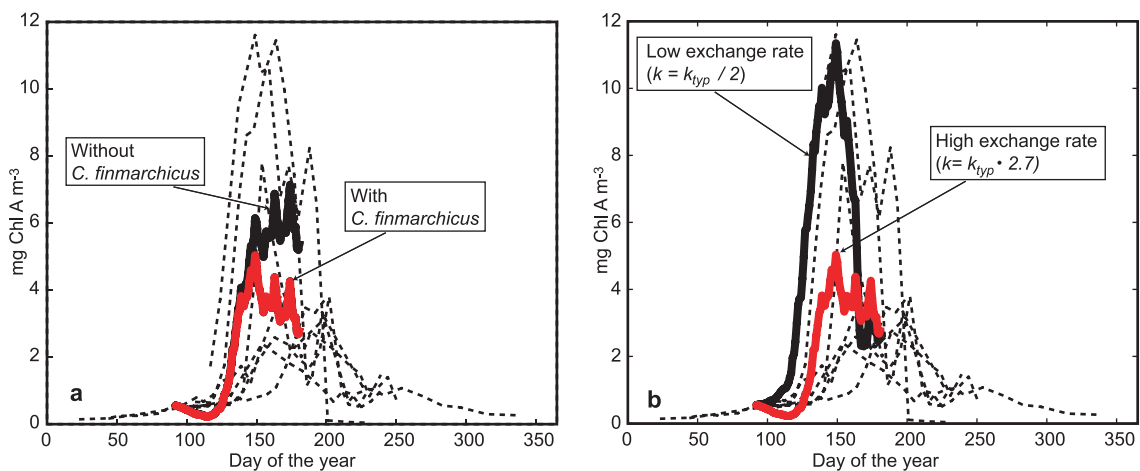 12
10
8
6
4
2
0
mg Chl A m-3
Without
C. finmarchicus
With
C. finmarchicus
a
0 50 100 150 200 250 300 350
Day of the year
12
10
8
6
4
2
0
mg Chl A m-3
Low exchange rate
(k = ktyp / 2)
High exchange rate
(k= ktyp • 2.7)
b
0 50 100 150 200 250 300 350
Day of the year